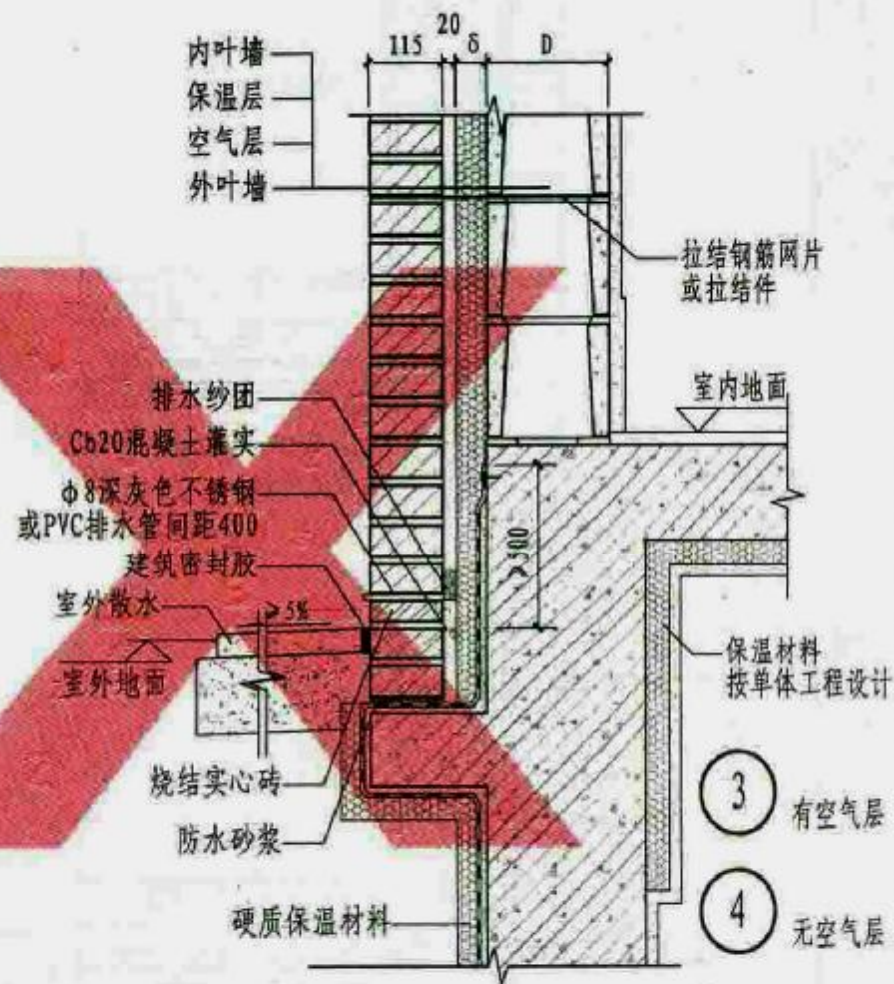 20
115 δ D
内叶墙
保温层
空气层
外叶墙
拉结钢筋网片
或拉结件
室内地面
排水纱团
Cb20混凝土灌实
φ8深灰色不锈钢
或PVC排水管间距400
建筑密封胶
室外散水
≥5%
室外地面
≥300
保温材料
按单体工程设计
烧结实心砖
防水砂浆
硬质保温材料
3 有空气层
4 无空气层